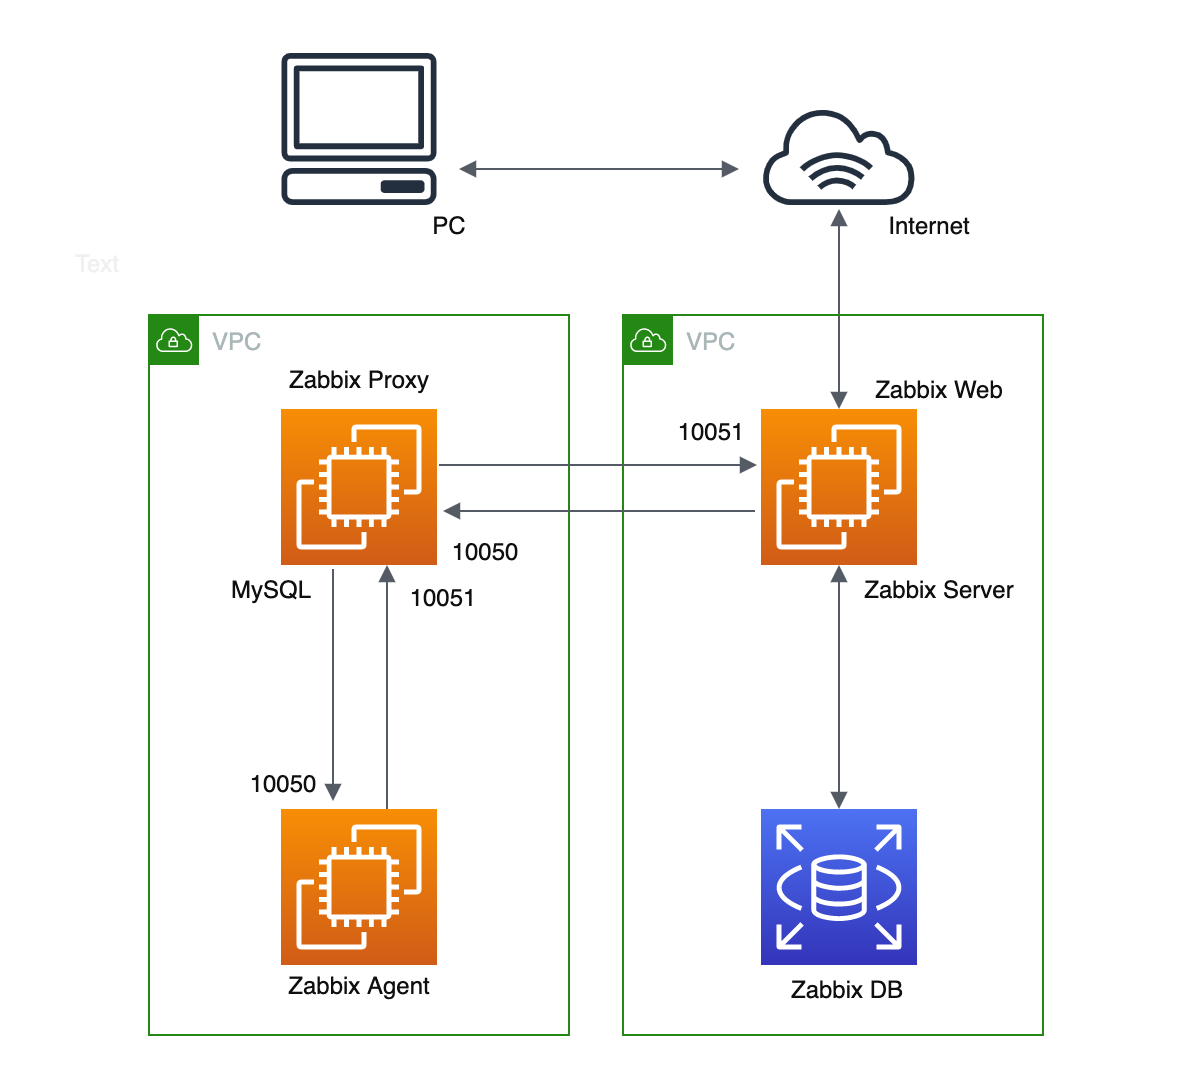 PC
Internet
Text
VPC
VPC
Zabbix Proxy
Zabbix Web
10051
10050
MySQL
10051
Zabbix Server
10050
Zabbix Agent
Zabbix DB